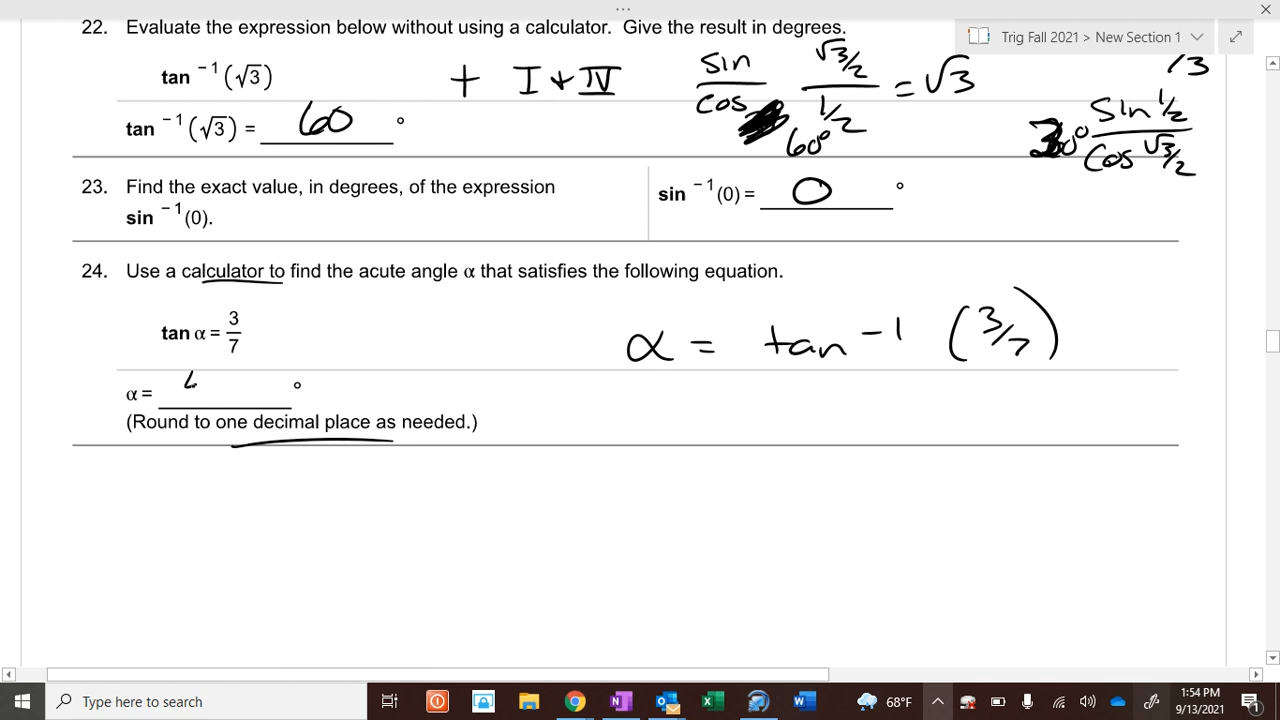 22. Evaluate the expression below without using a calculator. Give the result in degrees.
Trig Fall 2021 > New Section 1
tan⁻¹(√3)
+ I & IV
sin/cos (√3/2)/(1/2) = √3
60°
tan⁻¹(√3) = 60 °
0° sin 1/2
cos √3/2
23. Find the exact value, in degrees, of the expression
sin⁻¹(0).
sin⁻¹(0) = 0 °
24. Use a calculator to find the acute angle α that satisfies the following equation.
tan α = 3/7
α = tan⁻¹ (3/7)
α = °
(Round to one decimal place as needed.)
Type here to search
68°F
1:54 PM
9/13/2021